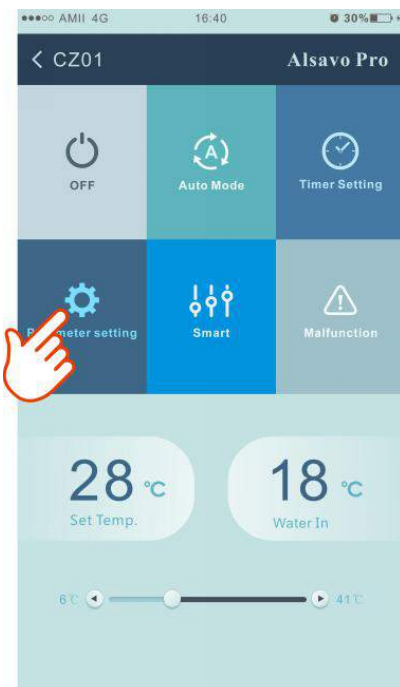 AMII 4G 16:40 30%
CZ01 Alsavo Pro
OFF Auto Mode Timer Setting
A
meter setting Smart Malfunction
28 °C 18 °C
Set Temp. Water In
6℃ 41℃